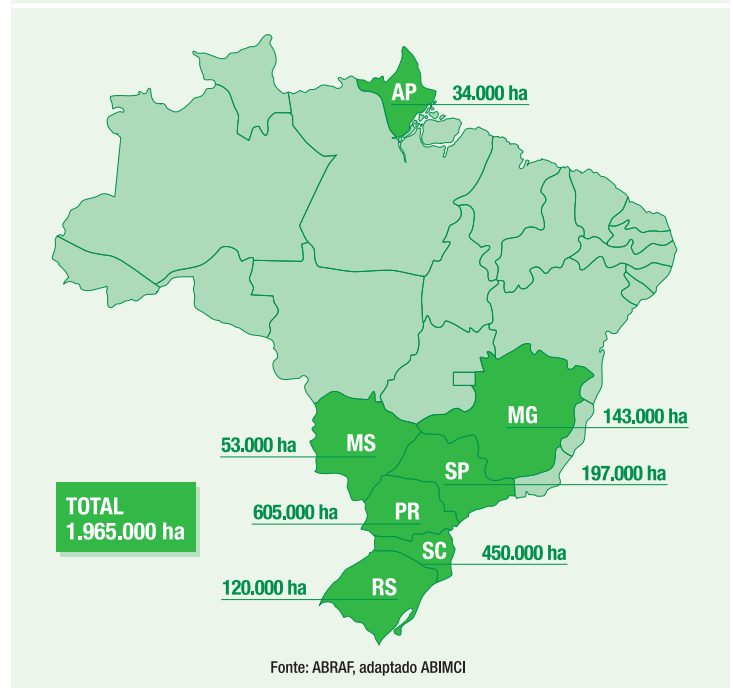 AP
34.000 ha
MG
143.000 ha
MS
53.000 ha
SP
197.000 ha
TOTAL
1.965.000 ha
605.000 ha
PR
SC
450.000 ha
RS
120.000 ha
Fonte: ABRAF, adaptado ABIMCI